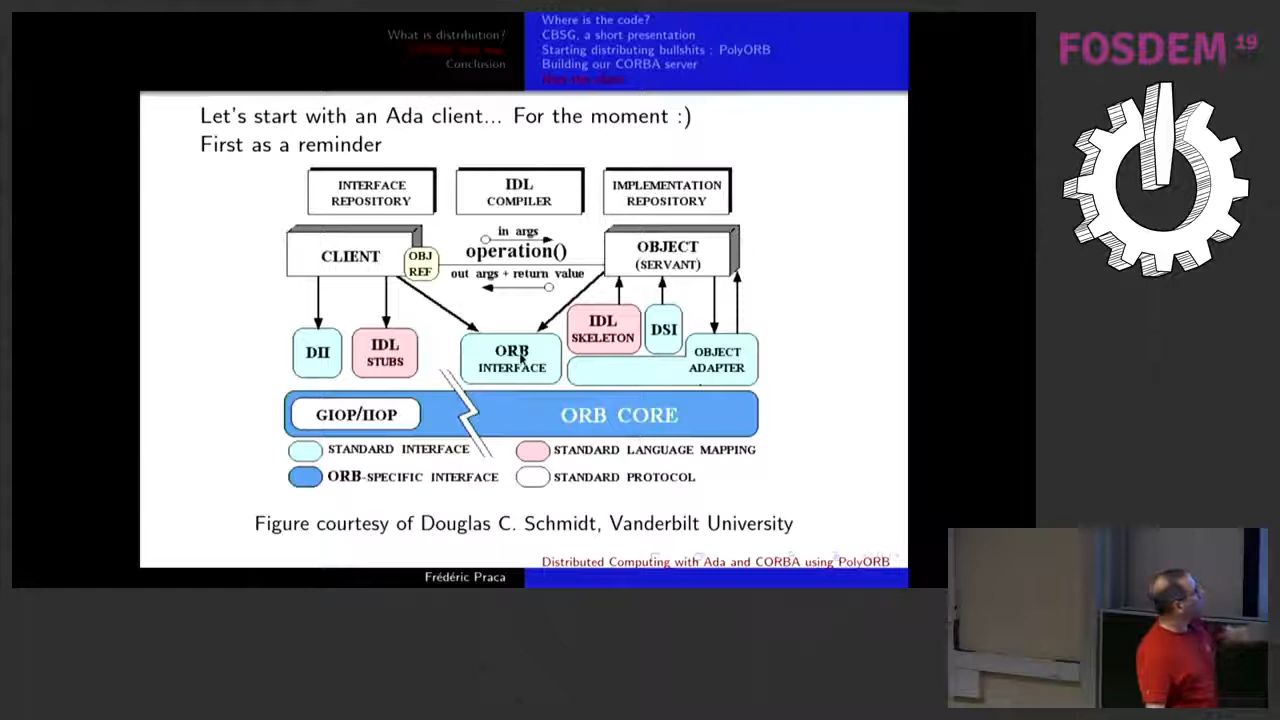 What is distribution?
Conclusion
Where is the code?
CBSG, a short presentation
Starting distributing bullshits : PolyORB
Building our CORBA server
FOSDEM 19
Let's start with an Ada client... For the moment :)
First as a reminder
INTERFACE
REPOSITORY
IDL
COMPILER
IMPLEMENTATION
REPOSITORY
CLIENT
OBJ
REF
in args
operation()
out args + return value
OBJECT
(SERVANT)
DII
IDL
STUBS
ORB
INTERFACE
IDL
SKELETON
DSI
OBJECT
ADAPTER
GIOP/IIOP
ORB CORE
STANDARD INTERFACE
STANDARD LANGUAGE MAPPING
ORB-SPECIFIC INTERFACE
STANDARD PROTOCOL
Figure courtesy of Douglas C. Schmidt, Vanderbilt University
Distributed Computing with Ada and CORBA using PolyORB
Frédéric Praca